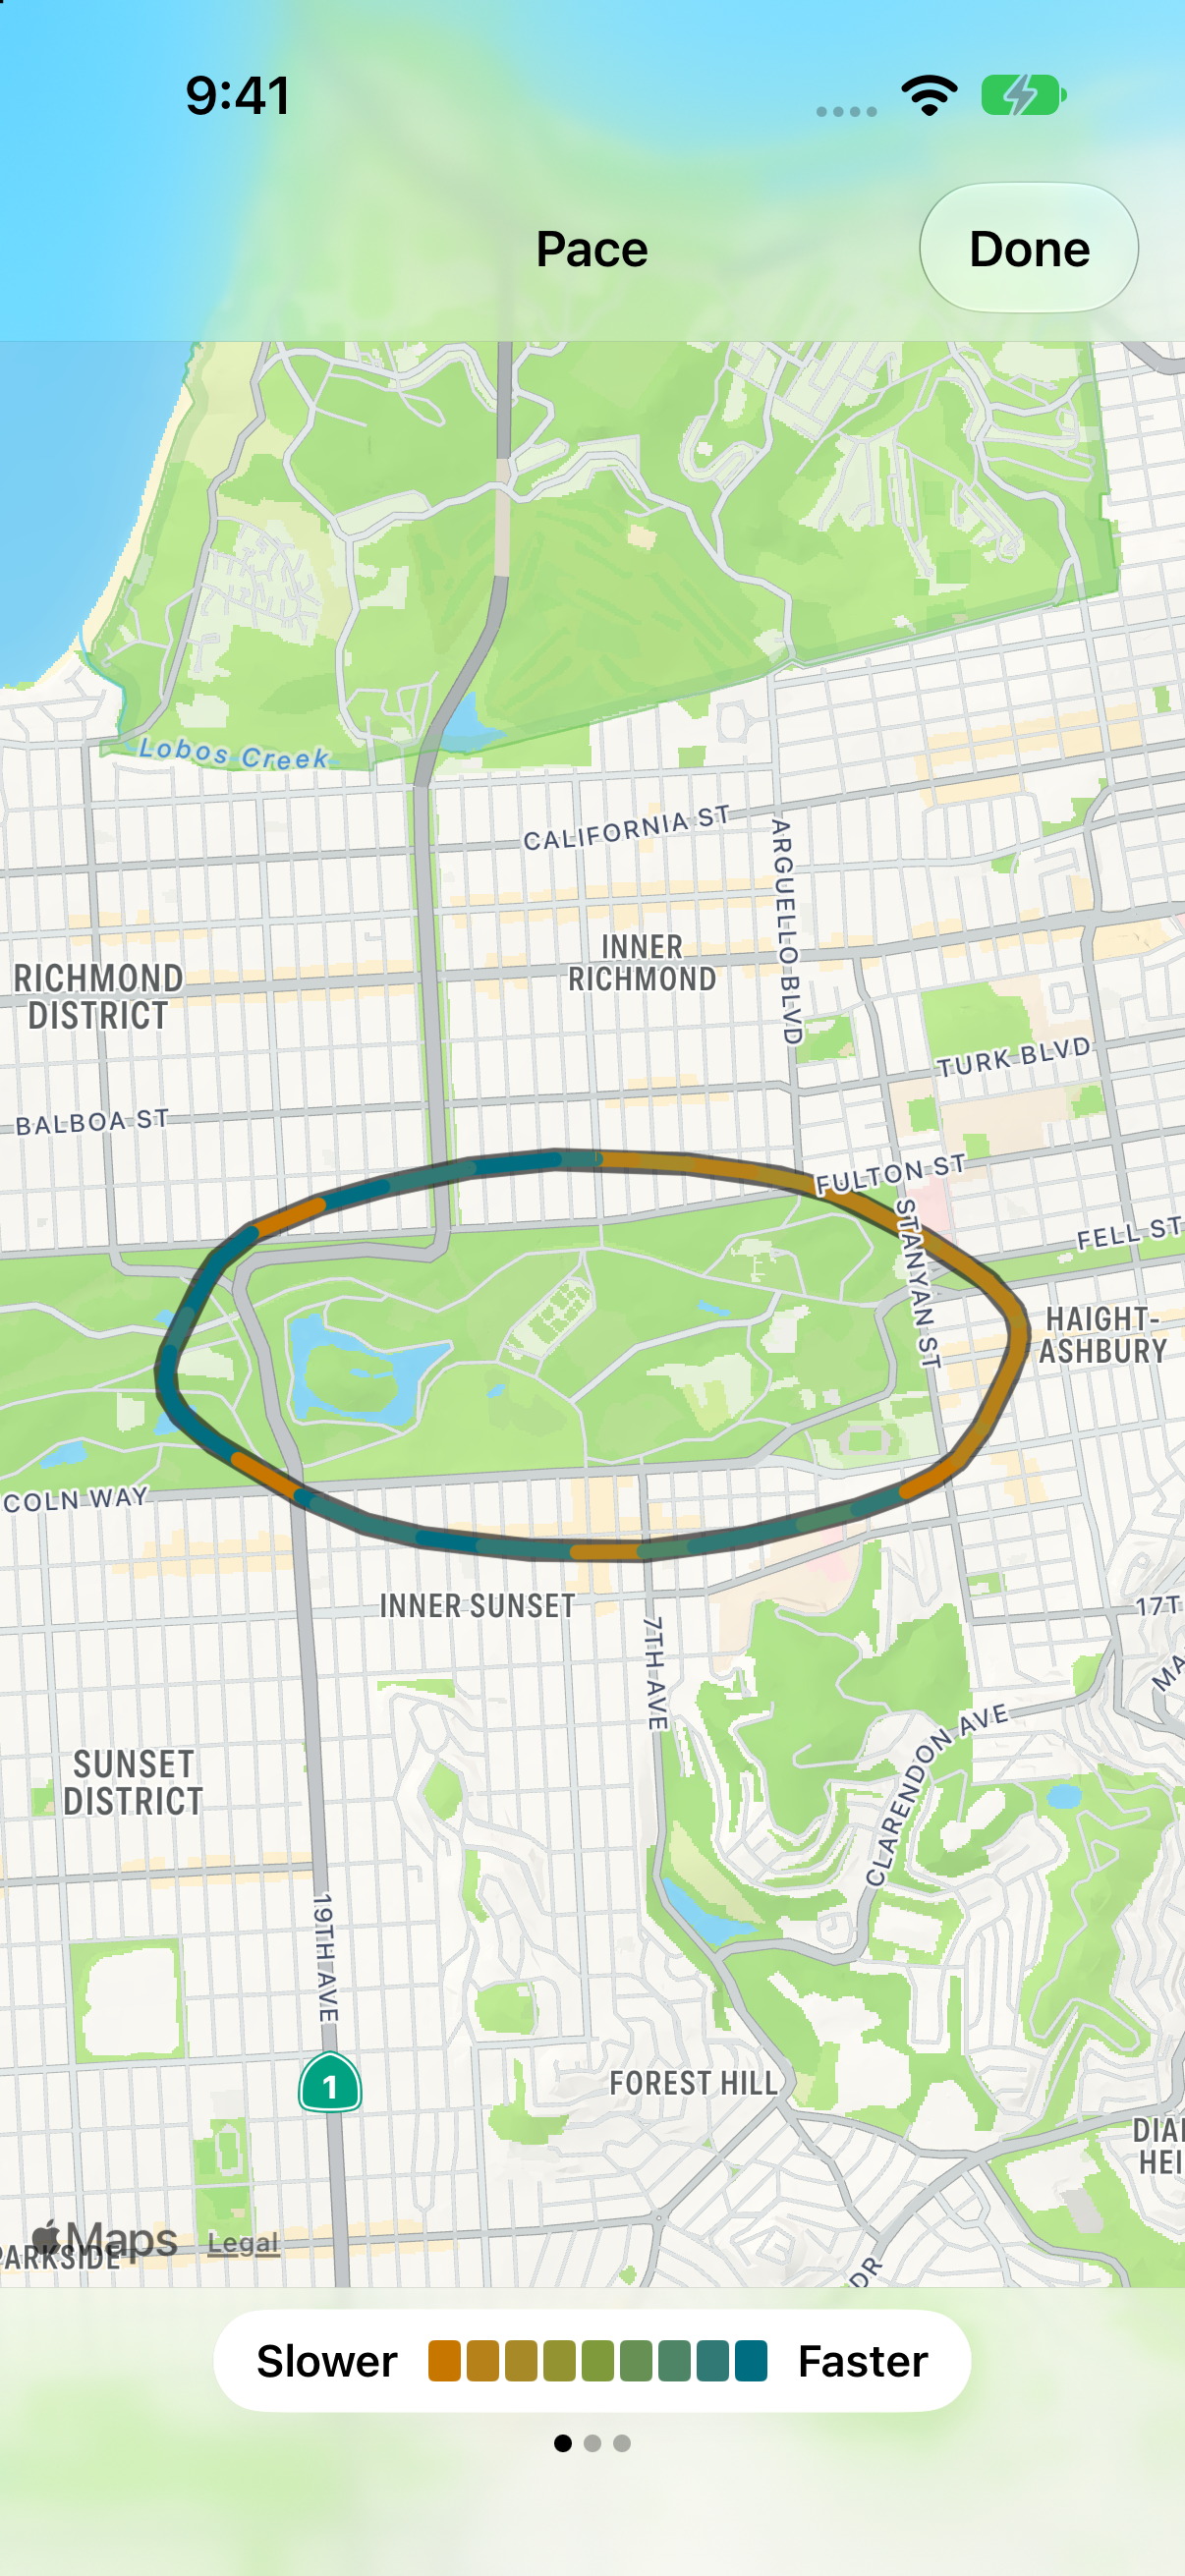 9:41
Pace
Done
Lobos Creek
CALIFORNIA ST
ARGUELLO BLVD
INNER
RICHMOND
RICHMOND
DISTRICT
TURK BLVD
BALBOA ST
FULTON ST
STANYAN ST
FELL ST
HAIGHT-
ASHBURY
COLN WAY
INNER SUNSET
17T
7TH AVE
MA
CLARENDON AVE
SUNSET
DISTRICT
19TH AVE
1
FOREST HILL
DIA
HEI
Maps
Legal
PARKSIDE
DR
Slower
Faster